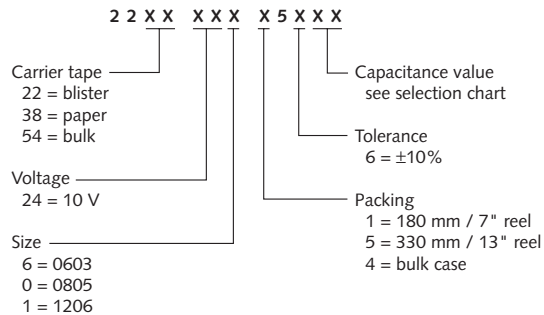 2 2 X X X X X X 5 X X X
Carrier tape
22 = blister
38 = paper
54 = bulk
Voltage
24 = 10 V
Size
6 = 0603
0 = 0805
1 = 1206
Capacitance value
see selection chart
Tolerance
6 = ±10%
Packing
1 = 180 mm / 7" reel
5 = 330 mm / 13" reel
4 = bulk case